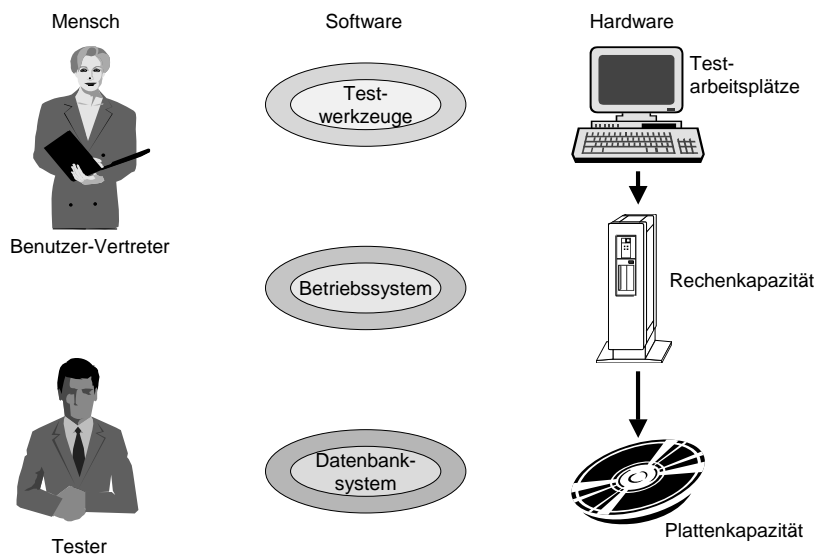 Mensch
Software
Hardware
Test-
werkzeuge
Test-
arbeitsplätze
Benutzer-Vertreter
Betriebssystem
Rechenkapazität
Datenbank-
system
Plattenkapazität
Tester